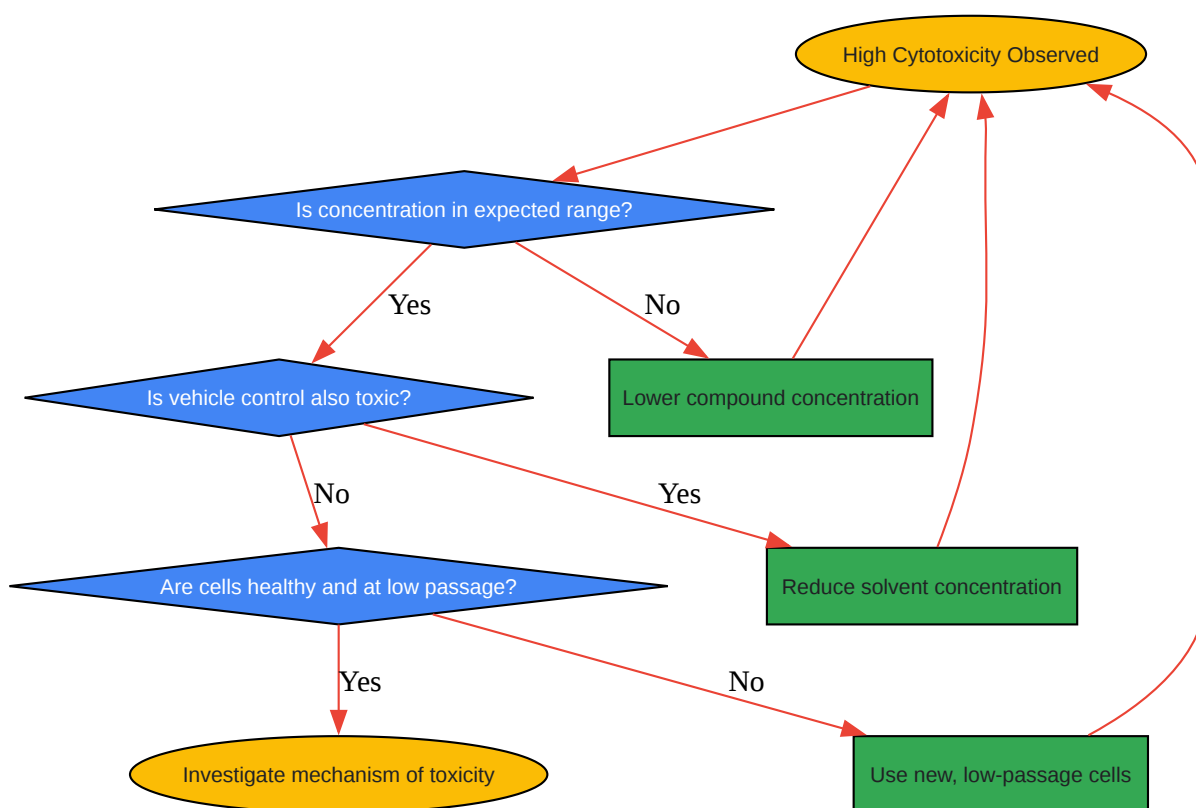 High Cytotoxicity Observed
Is concentration in expected range?
Yes
No
Is vehicle control also toxic?
Lower compound concentration
No
Yes
Are cells healthy and at low passage?
Reduce solvent concentration
Yes
No
Investigate mechanism of toxicity
Use new, low-passage cells